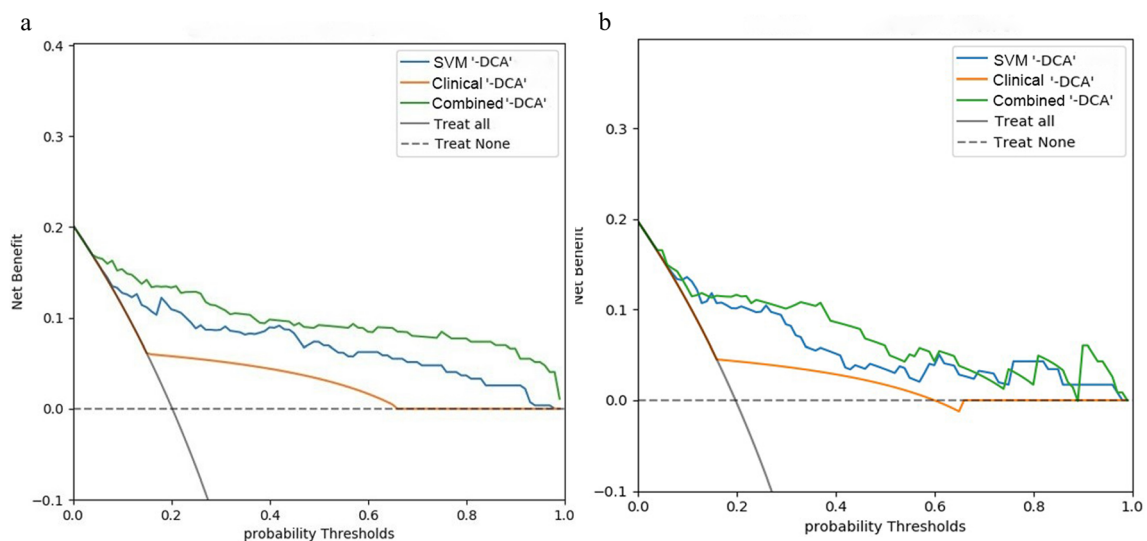 a
0.4
0.3
0.2
0.1
0.0
−0.1
Net Benefit
0.0 0.2 0.4 0.6 0.8 1.0
probability Thresholds
SVM '-DCA'
Clinical '-DCA'
Combined '-DCA'
Treat all
Treat None
b
0.3
0.2
0.1
0.0
−0.1
Net Benefit
0.0 0.2 0.4 0.6 0.8 1.0
probability Thresholds
SVM '-DCA'
Clinical '-DCA'
Combined '-DCA'
Treat all
Treat None